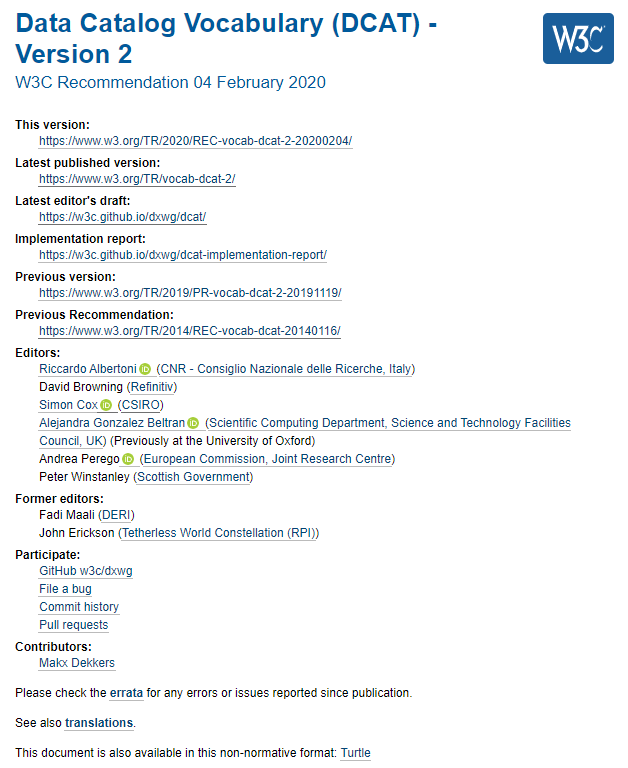 Data Catalog Vocabulary (DCAT) -
Version 2
W3C
W3C Recommendation 04 February 2020
This version:
https://www.w3.org/TR/2020/REC-vocab-dcat-2-20200204/
Latest published version:
https://www.w3.org/TR/vocab-dcat-2/
Latest editor's draft:
https://w3c.github.io/dxwg/dcat/
Implementation report:
https://w3c.github.io/dxwg/dcat-implementation-report/
Previous version:
https://www.w3.org/TR/2019/PR-vocab-dcat-2-20191119/
Previous Recommendation:
https://www.w3.org/TR/2014/REC-vocab-dcat-20140116/
Editors:
Riccardo Albertoni iD (CNR - Consiglio Nazionale delle Ricerche, Italy)
David Browning (Refinitiv)
Simon Cox iD (CSIRO)
Alejandra Gonzalez Beltran iD (Scientific Computing Department, Science and Technology Facilities
Council, UK) (Previously at the University of Oxford)
Andrea Perego iD (European Commission, Joint Research Centre)
Peter Winstanley (Scottish Government)
Former editors:
Fadi Maali (DERI)
John Erickson (Tetherless World Constellation (RPI))
Participate:
GitHub w3c/dxwg
File a bug
Commit history
Pull requests
Contributors:
Makx Dekkers
Please check the errata for any errors or issues reported since publication.
See also translations.
This document is also available in this non-normative format: Turtle